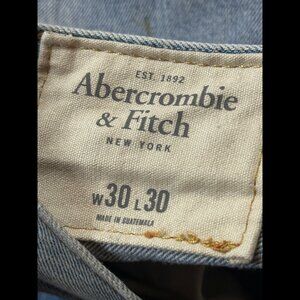 EST. 1892
Abercrombie
& Fitch
NEW YORK
W30 L30
MADE IN GUATEMALA